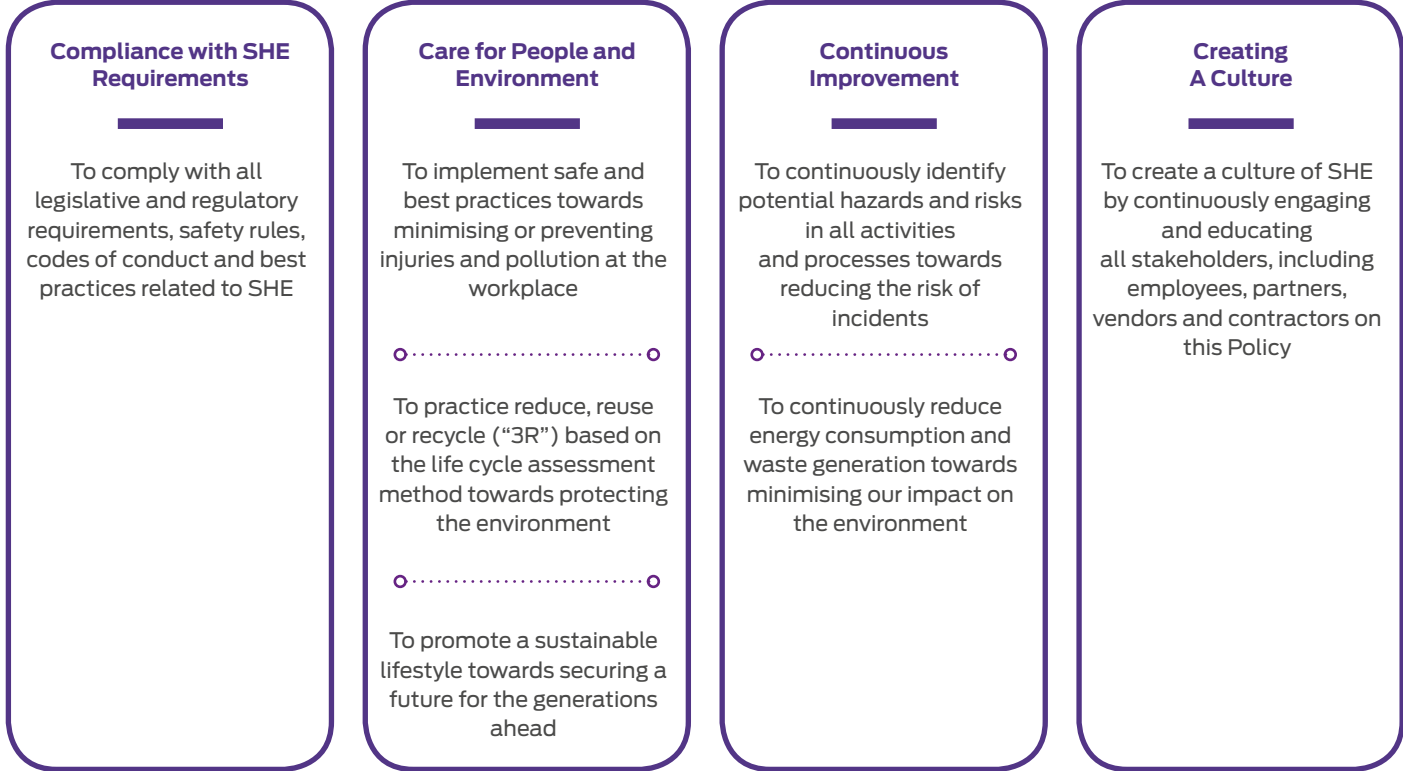 Compliance with SHE
Requirements
To comply with all
legislative and regulatory
requirements, safety rules,
codes of conduct and best
practices related to SHE
Care for People and
Environment
To implement safe and
best practices towards
minimising or preventing
injuries and pollution at the
workplace
To practice reduce, reuse
or recycle (“3R”) based on
the life cycle assessment
method towards protecting
the environment
To promote a sustainable
lifestyle towards securing a
future for the generations
ahead
Continuous
Improvement
To continuously identify
potential hazards and risks
in all activities
and processes towards
reducing the risk of
incidents
To continuously reduce
energy consumption and
waste generation towards
minimising our impact on
the environment
Creating
A Culture
To create a culture of SHE
by continuously engaging
and educating
all stakeholders, including
employees, partners,
vendors and contractors on
this Policy